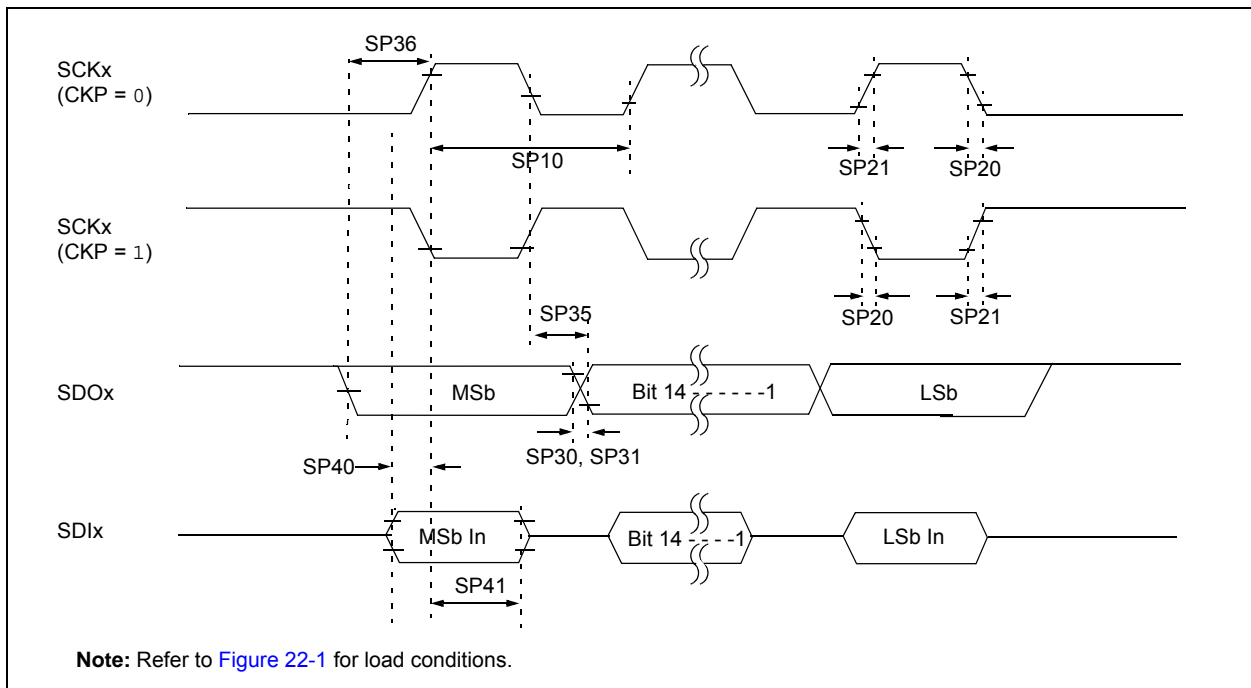 SP36
SCKx
(CKP = 0)
SP10
SP21
SP20
SCKx
(CKP = 1)
SP35
SP20
SP21
SDOx
MSb
Bit 14 - - - - - -1
LSb
SP30, SP31
SP40
SDIx
MSb In
Bit 14 - - - -1
LSb In
SP41
Note: Refer to Figure 22-1 for load conditions.